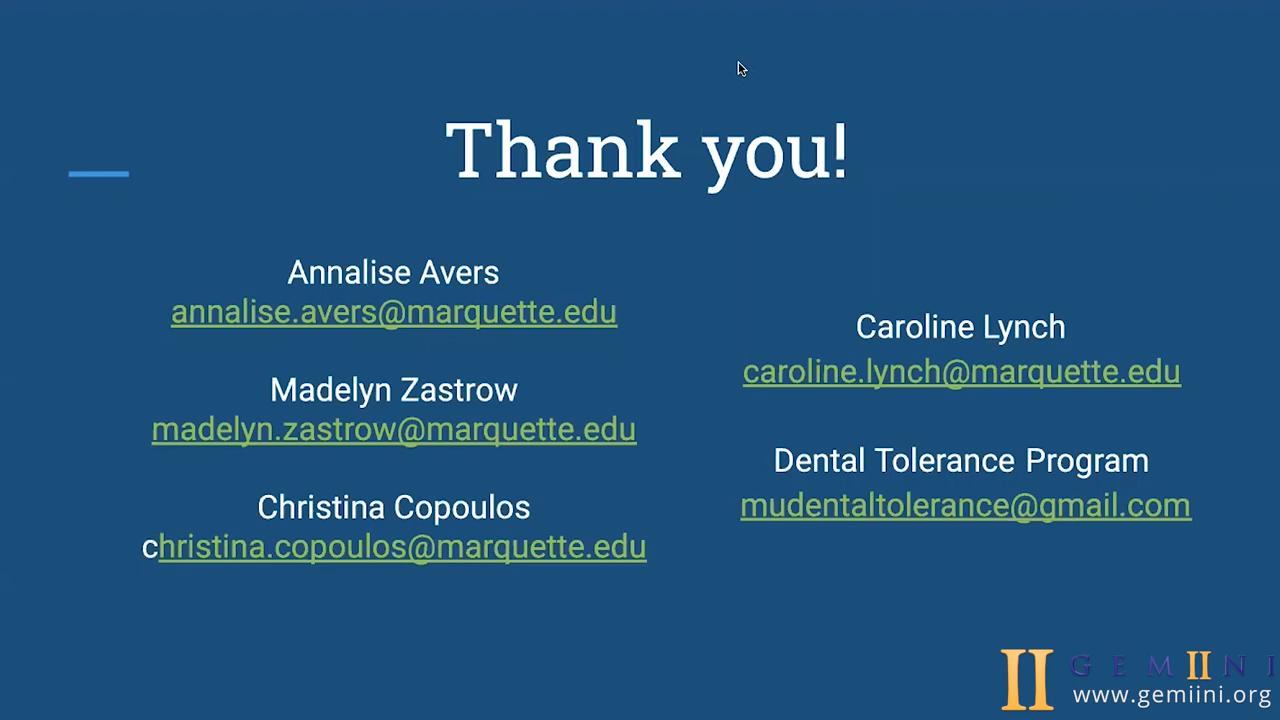 Thank you!
Annalise Avers
annalise.avers@marquette.edu
Madelyn Zastrow
madelyn.zastrow@marquette.edu
Christina Copoulos
christina.copoulos@marquette.edu
Caroline Lynch
caroline.lynch@marquette.edu
Dental Tolerance Program
mudentaltolerance@gmail.com
II GEMIINI
www.gemiini.org